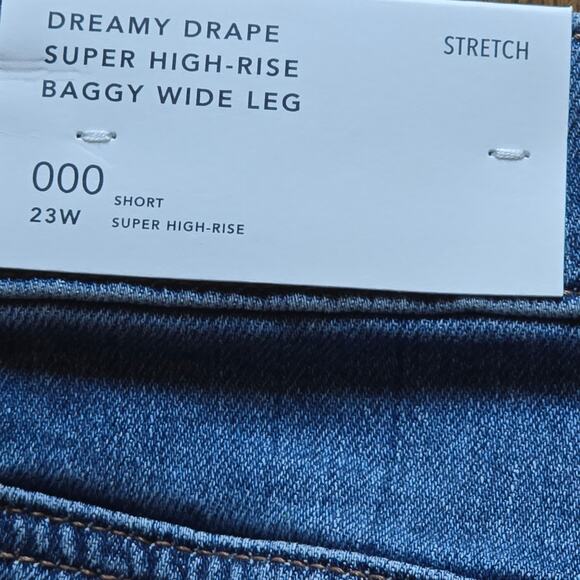 DREAMY DRAPE
SUPER HIGH-RISE
BAGGY WIDE LEG
STRETCH
000 SHORT
23W SUPER HIGH-RISE